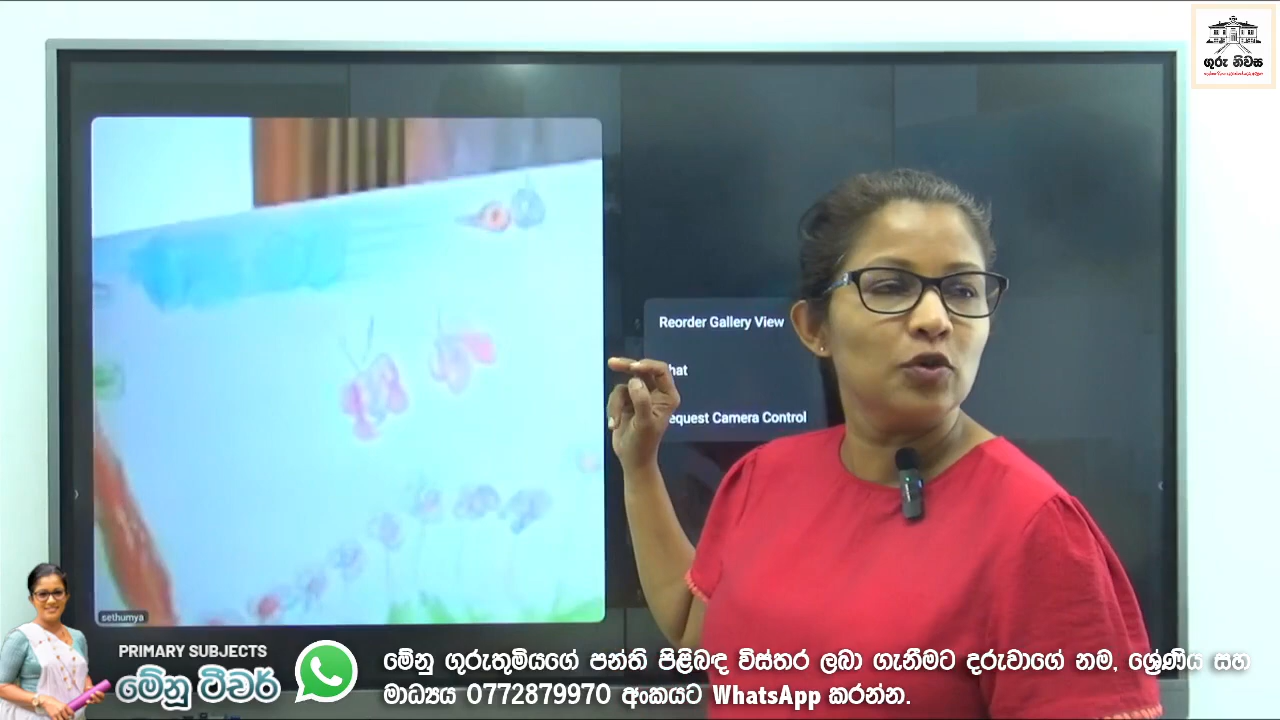 ගුරු නිවස
Reorder Gallery View
hat
equest Camera Control
sethumya
PRIMARY SUBJECTS
මේනු ටීචර්
මේනු ගුරුතුමියගේ පන්ති පිළිබඳ විස්තර ලබා ගැනීමට දරුවාගේ නම, ශ්‍රේණිය සහ
මාධ්‍යය 0772879970 අංකයට WhatsApp කරන්න.